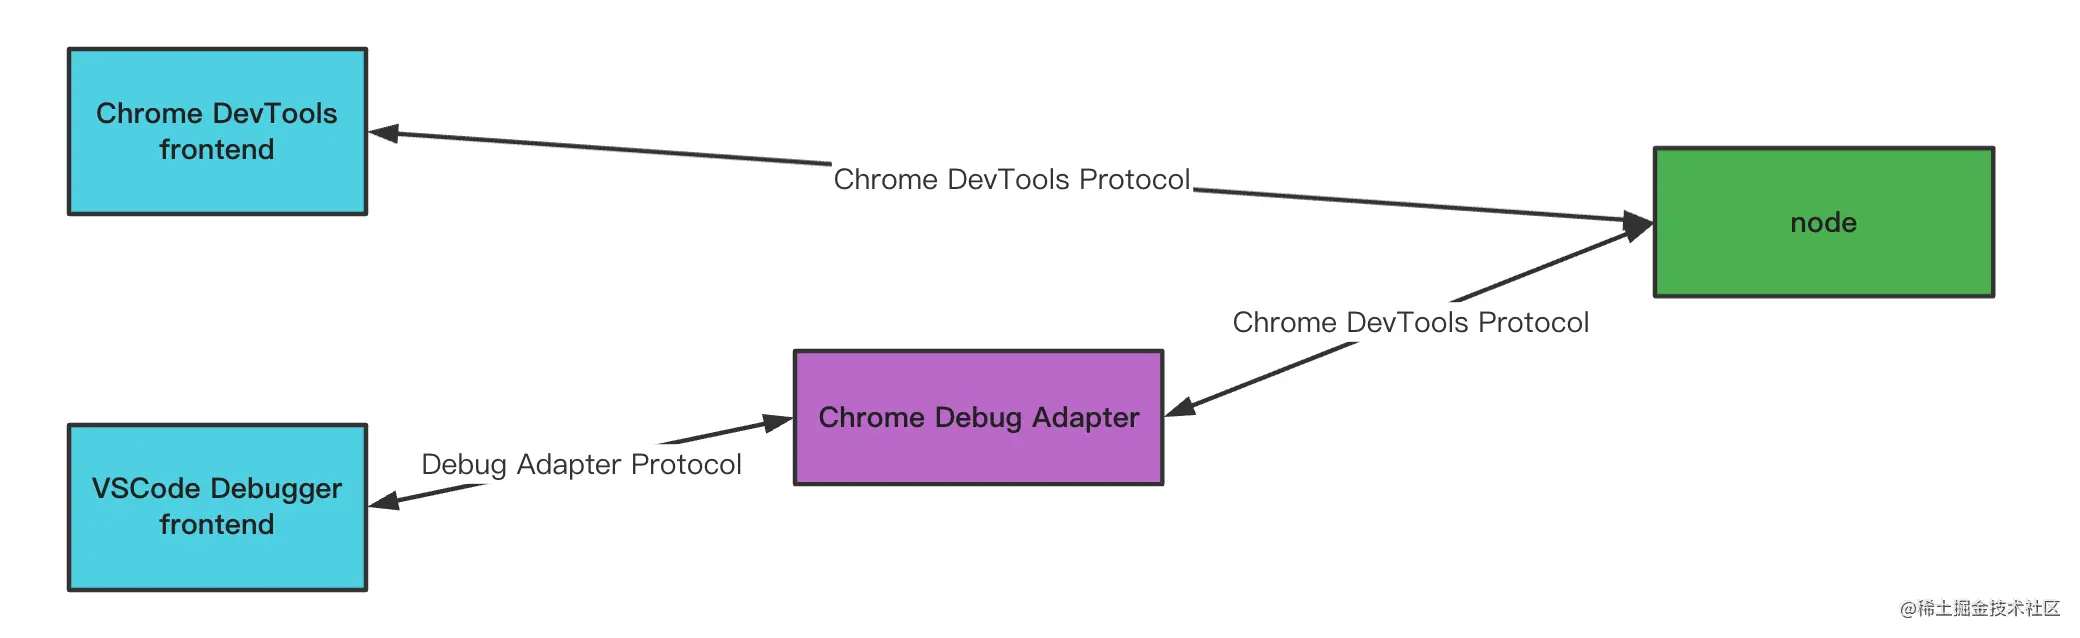 Chrome DevTools
frontend
Chrome DevTools Protocol
node
Chrome DevTools Protocol
Chrome Debug Adapter
Debug Adapter Protocol
VSCode Debugger
frontend
@稀土掘金技术社区